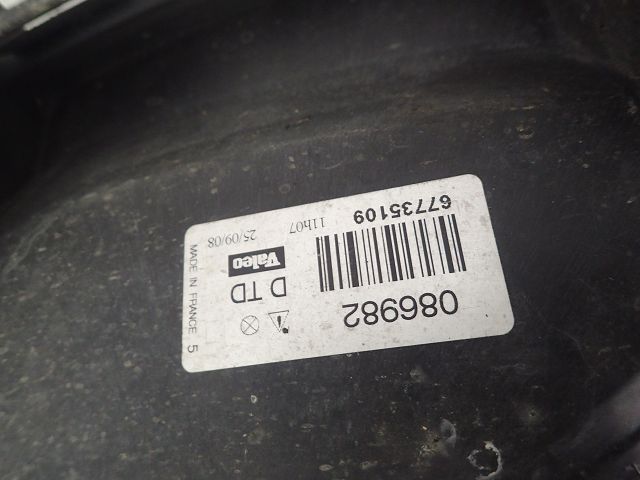 086982
67735109
D TD
Valeo
11h07
25/09/08
MADE IN FRANCE 5